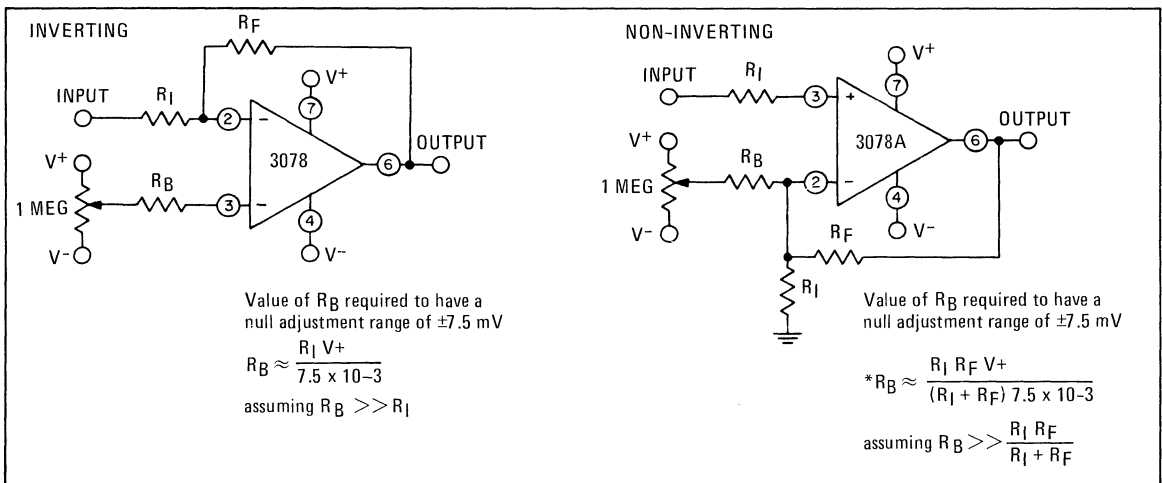 INVERTING
RF
V+
7
INPUT
RI
2
−
3078
6
OUTPUT
V+
1 MEG
V−
RB
3
−
4
V−
Value of RB required to have a
null adjustment range of ±7.5 mV
RB ≈ RI V+ / 7.5 x 10−3
assuming RB >> RI
NON-INVERTING
V+
7
INPUT
RI
3
+
3078A
6
OUTPUT
V+
1 MEG
V−
RB
2
−
4
V−
RF
RI
Value of RB required to have a
null adjustment range of ±7.5 mV
*RB ≈ RI RF V+ / (RI + RF) 7.5 x 10−3
assuming RB >> RI RF / RI + RF